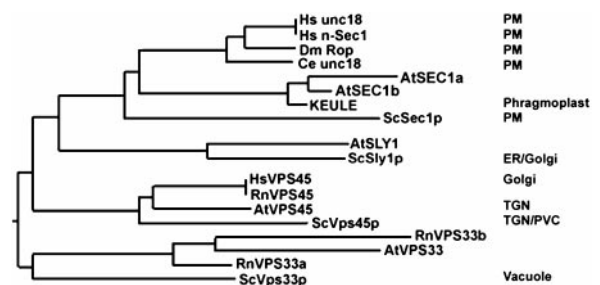 Hs unc18 PM
Hs n-Sec1 PM
Dm Rop PM
Ce unc18 PM
AtSEC1a
AtSEC1b
KEULE Phragmoplast
ScSec1p PM
AtSLY1
ScSly1p ER/Golgi
HsVPS45 Golgi
RnVPS45
AtVPS45 TGN
ScVps45p TGN/PVC
RnVPS33b
AtVPS33
RnVPS33a
ScVps33p Vacuole